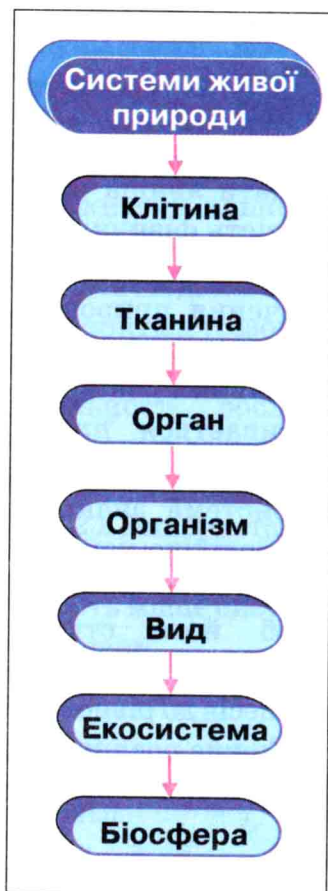 Системи живої
природи
Клітина
Тканина
Орган
Організм
Вид
Екосистема
Біосфера